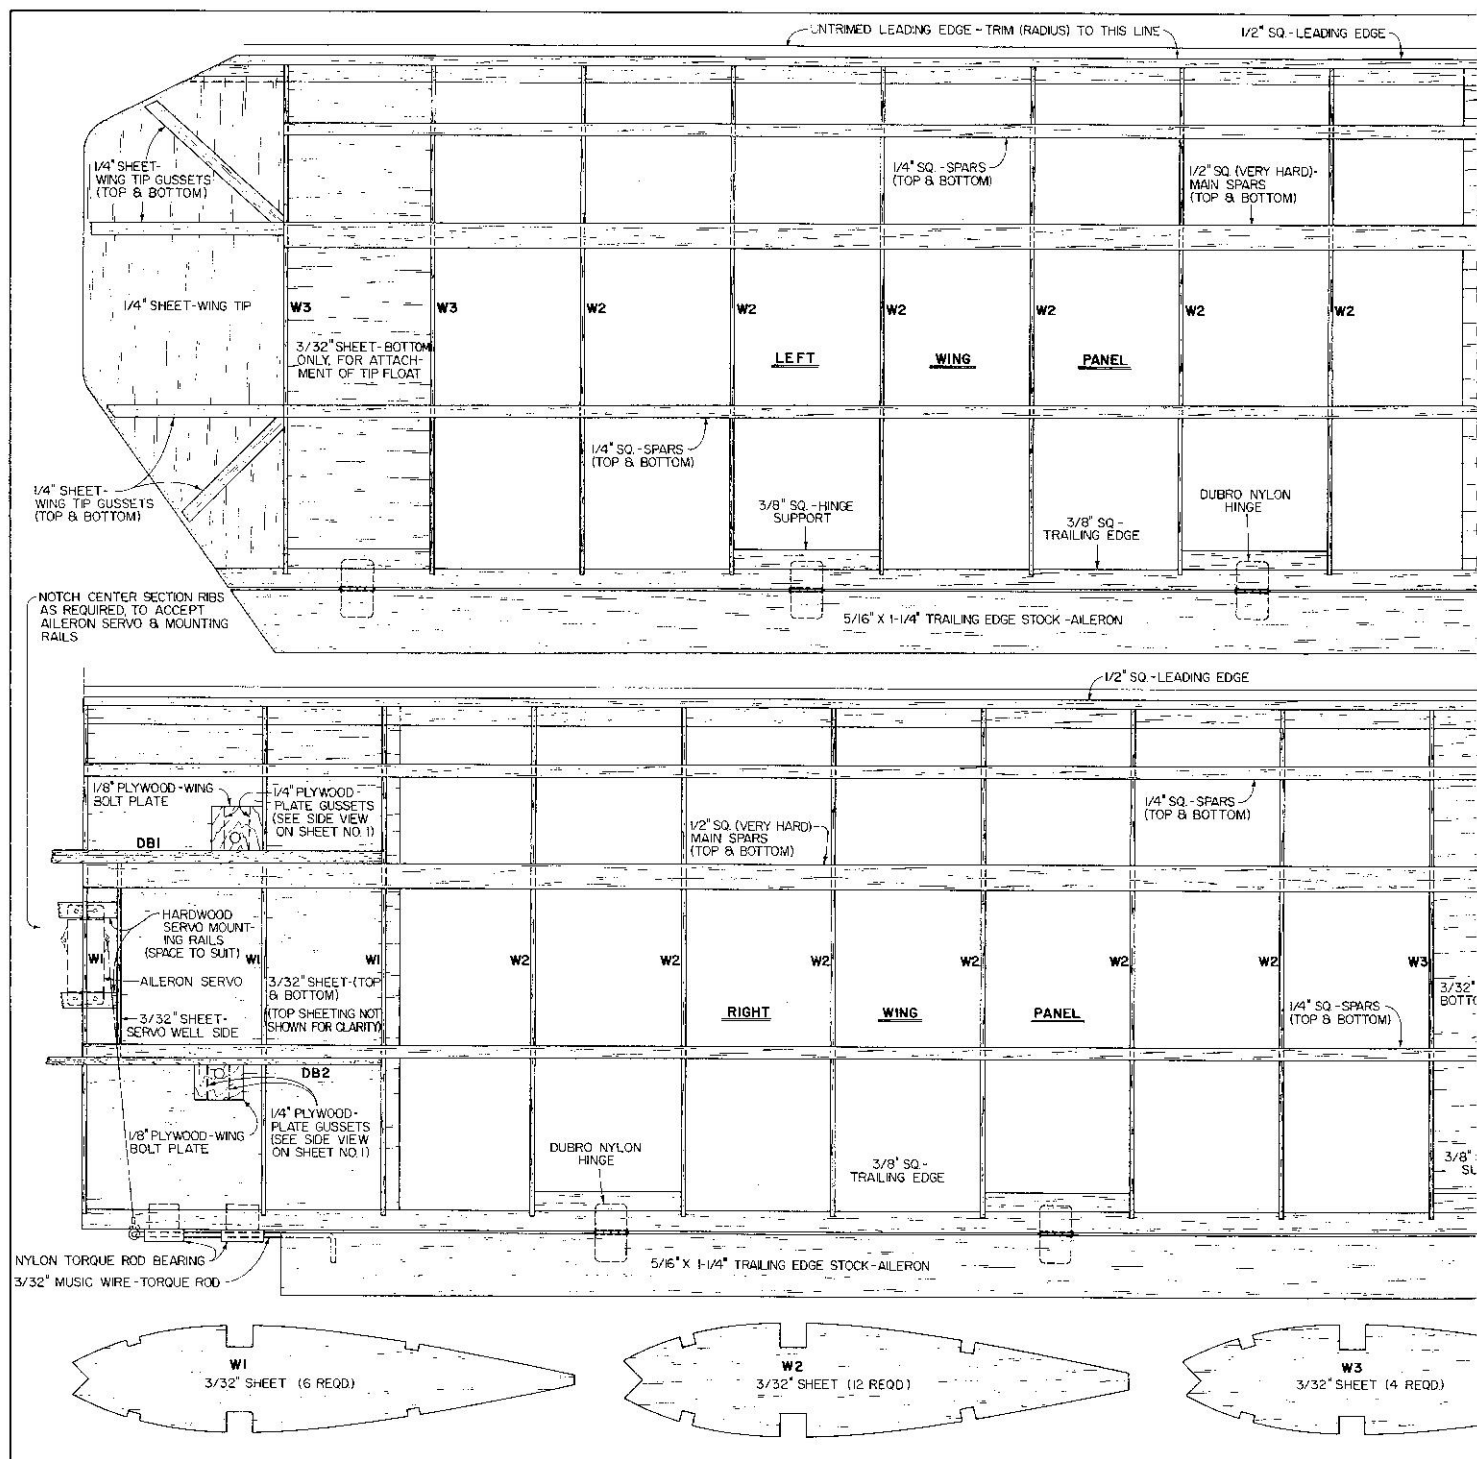 UNTRIMED LEADING EDGE - TRIM (RADIUS) TO THIS LINE
1/2" SQ.-LEADING EDGE
1/4" SHEET-
WING TIP GUSSETS
(TOP & BOTTOM)
1/4" SQ.-SPARS
(TOP & BOTTOM)
1/2" SQ. (VERY HARD)-
MAIN SPARS
(TOP & BOTTOM)
1/4" SHEET-WING TIP
W3
W3
W2
W2
W2
W2
W2
W2
3/32" SHEET-BOTTOM
ONLY, FOR ATTACH-
MENT OF TIP FLOAT
LEFT WING PANEL
1/4" SQ.-SPARS
(TOP & BOTTOM)
1/4" SHEET-
WING TIP GUSSETS
(TOP & BOTTOM)
3/8" SQ.-HINGE
SUPPORT
3/8" SQ-
TRAILING EDGE
DUBRO NYLON
HINGE
5/16" X 1-1/4" TRAILING EDGE STOCK-AILERON
NOTCH CENTER SECTION RIBS
AS REQUIRED, TO ACCEPT
AILERON SERVO & MOUNTING
RAILS
1/2" SQ.-LEADING EDGE
1/8" PLYWOOD-WING
BOLT PLATE
1/4" PLYWOOD-
PLATE GUSSETS
(SEE SIDE VIEW
ON SHEET NO. 1)
DB1
1/2" SQ. (VERY HARD)-
MAIN SPARS
(TOP & BOTTOM)
1/4" SQ.-SPARS
(TOP & BOTTOM)
HARDWOOD
SERVO MOUNT-
ING RAILS
(SPACE TO SUIT)
W1
W1
W1
W2
W2
W2
W2
W2
W2
W3
AILERON SERVO
3/32" SHEET-(TOP
& BOTTOM)
(TOP SHEETING NOT
SHOWN FOR CLARITY)
3/32" SHEET-
SERVO WELL SIDE
RIGHT WING PANEL
3/32"
1/4" SQ.-SPARS
(TOP & BOTTOM)
DB2
1/4" PLYWOOD-
PLATE GUSSETS
(SEE SIDE VIEW
ON SHEET NO. 1)
1/8" PLYWOOD-WING
BOLT PLATE
DUBRO NYLON
HINGE
3/8" SQ.-
TRAILING EDGE
3/8"
NYLON TORQUE ROD BEARING
3/32" MUSIC WIRE-TORQUE ROD
5/16" X 1-1/4" TRAILING EDGE STOCK-AILERON
W1
3/32" SHEET (6 REQD.)
W2
3/32" SHEET (12 REQD.)
W3
3/32" SHEET (4 REQD.)